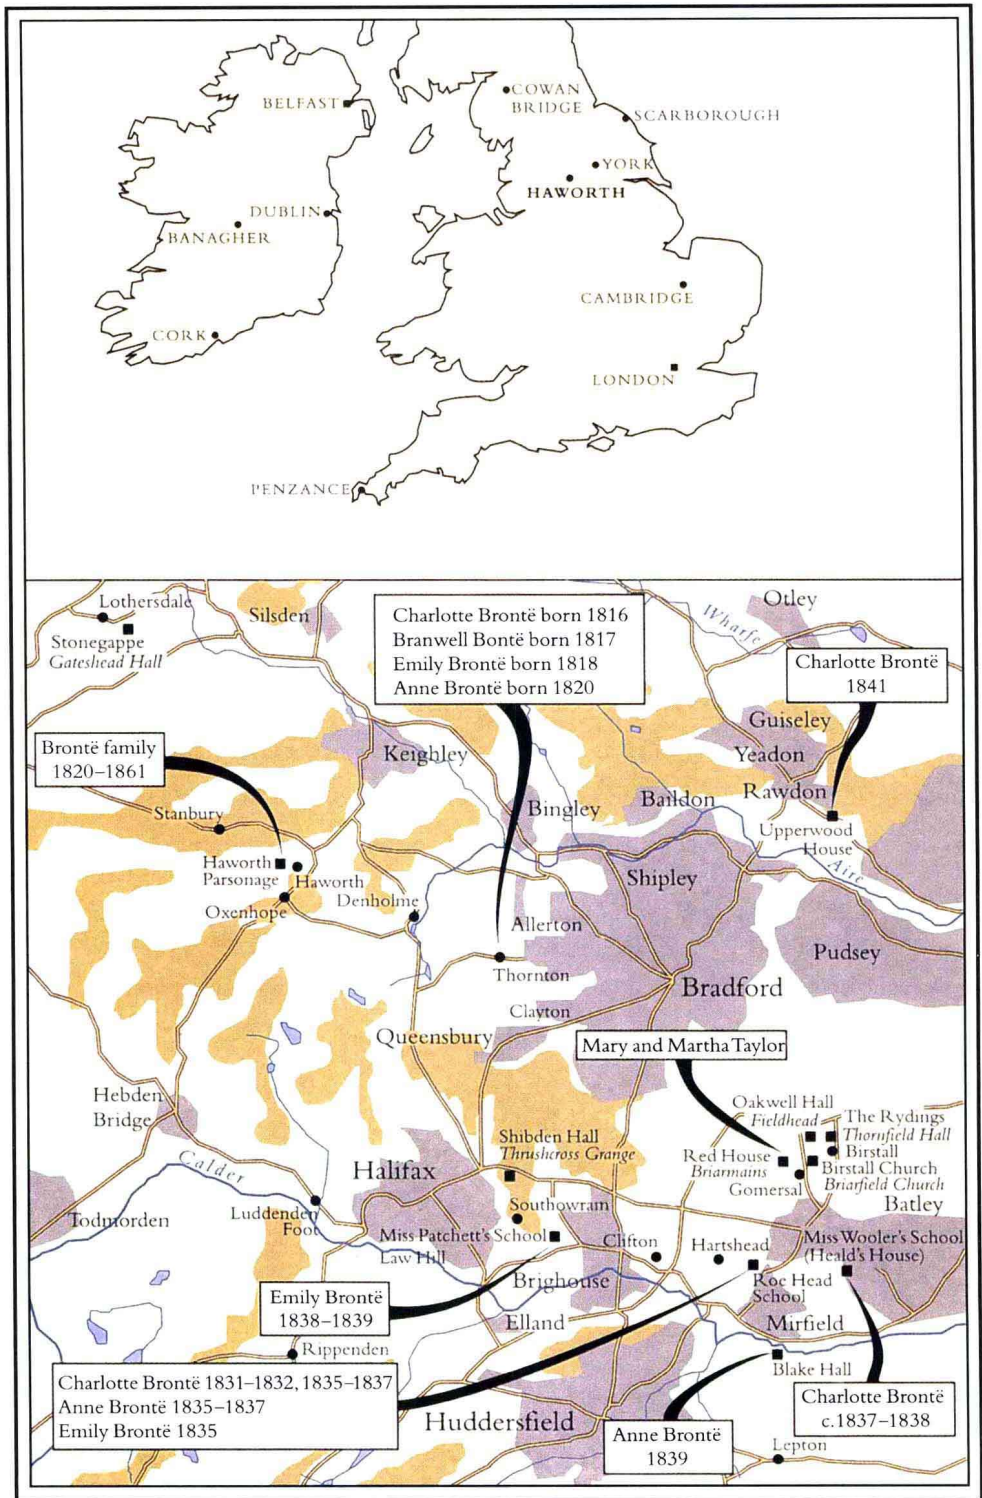 BELFAST
COWAN
BRIDGE
SCARBOROUGH
YORK
HAWORTH
DUBLIN
BANAGHER
CAMBRIDGE
CORK
LONDON
PENZANCE
Lothersdale
Stonegappe
Gateshead Hall
Silsden
Charlotte Brontë born 1816
Branwell Bontë born 1817
Emily Brontë born 1818
Anne Brontë born 1820
Wharfe
Otley
Charlotte Brontë
1841
Brontë family
1820–1861
Keighley
Guiseley
Yeadon
Rawdon
Stanbury
Bingley
Baildon
Upperwood
House
Haworth
Parsonage
Haworth
Oxenhope
Denholme
Shipley
Aire
Allerton
Pudsey
Thornton
Bradford
Clayton
Queensbury
Mary and Martha Taylor
Hebden
Bridge
Oakwell Hall
Fieldhead
The Rydings
Thornfield Hall
Birstall
Birstall Church
Briarfield Church
Red House
Briarmains
Gomersal
Batley
Shibden Hall
Thrushcross Grange
Halifax
Calder
Southowram
Todmorden
Luddenden
Foot
Miss Patchett's School
Law Hill
Clifton
Hartshead
Miss Wooler's School
(Heald's House)
Brighouse
Roe Head
School
Emily Brontë
1838–1839
Elland
Mirfield
Rippenden
Blake Hall
Charlotte Brontë 1831–1832, 1835–1837
Anne Brontë 1835–1837
Emily Brontë 1835
Huddersfield
Anne Brontë
1839
Charlotte Brontë
c.1837–1838
Lepton